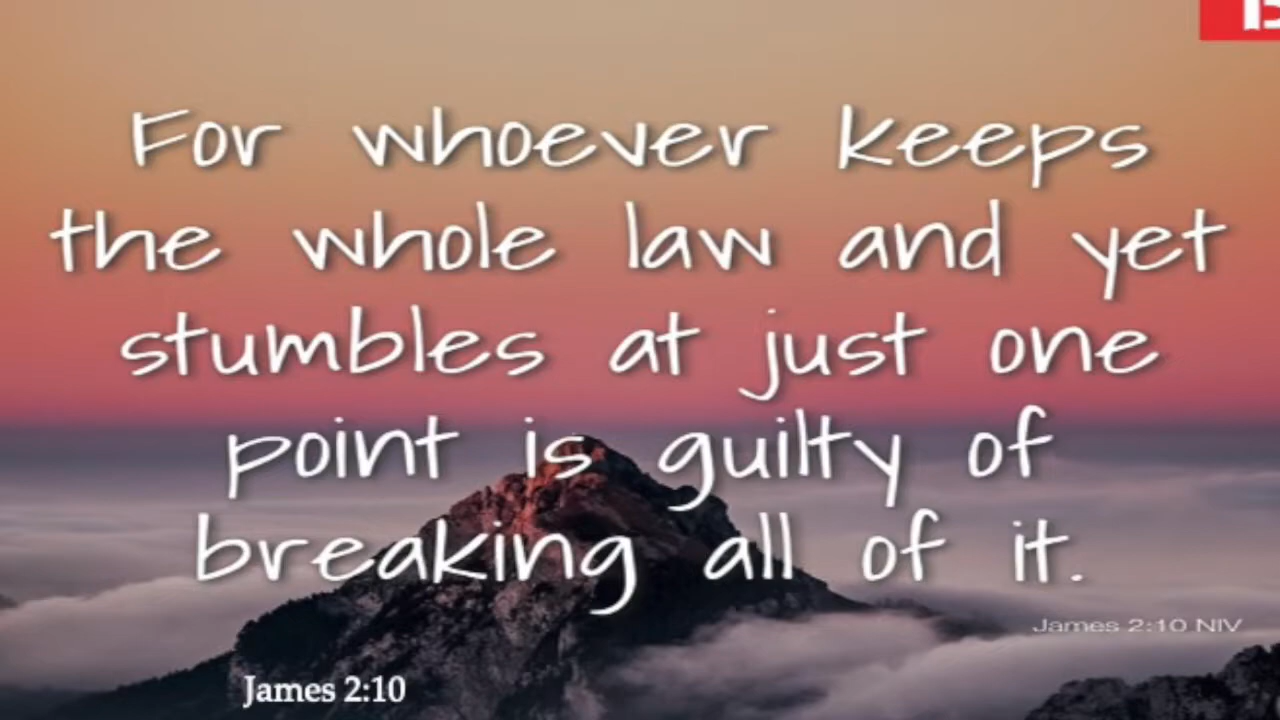 For whoever keeps
the whole law and yet
stumbles at just one
point is guilty of
breaking all of it.
James 2:10 NIV
James 2:10